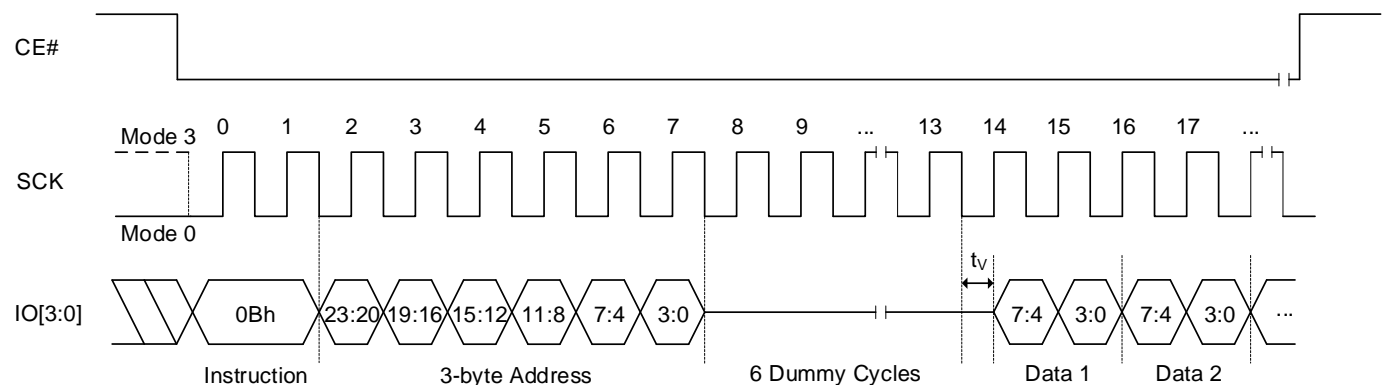 CE#
0 1 2 3 4 5 6 7 8 9 ... 13 14 15 16 17 ...
Mode 3
SCK
Mode 0
tV
IO[3:0] 0Bh 23:20 19:16 15:12 11:8 7:4 3:0 7:4 3:0 7:4 3:0 ...
Instruction 3-byte Address 6 Dummy Cycles Data 1 Data 2